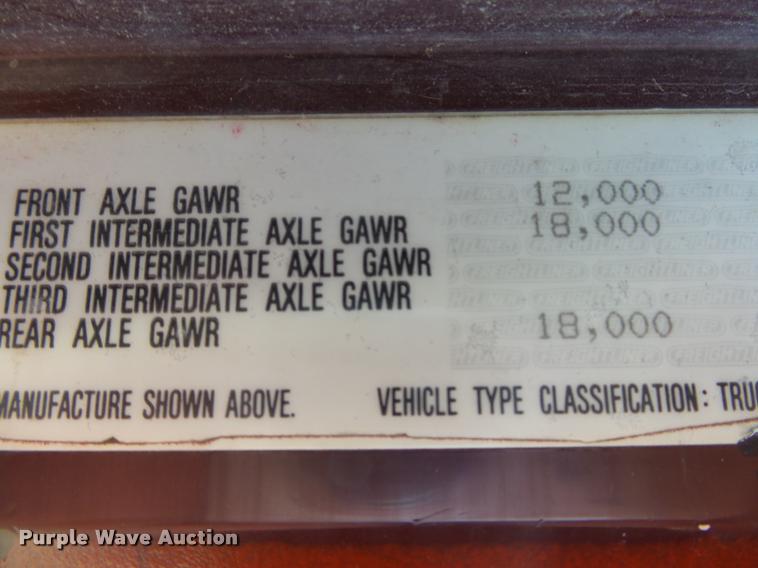 FRONT AXLE GAWR 12,000
FIRST INTERMEDIATE AXLE GAWR 18,000
SECOND INTERMEDIATE AXLE GAWR
THIRD INTERMEDIATE AXLE GAWR
REAR AXLE GAWR 18,000
MANUFACTURE SHOWN ABOVE. VEHICLE TYPE CLASSIFICATION: TRUC
Purple Wave Auction